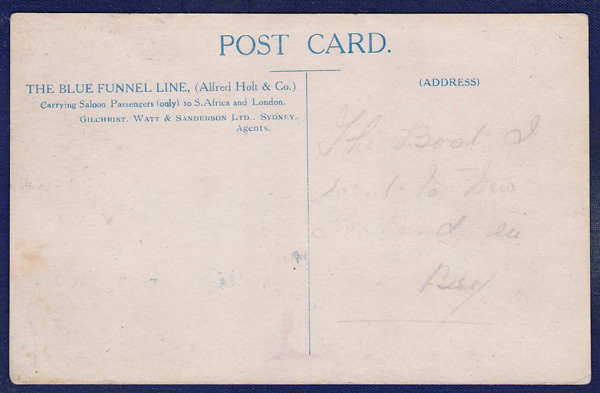 POST CARD.
THE BLUE FUNNEL LINE, (Alfred Holt & Co.)
Carrying Saloon Passengers (only) to S. Africa and London.
GILCHRIST, WATT & SANDERSON LTD., SYDNEY.
Agents.
(ADDRESS)
The Boat I
went to New
Zealand in